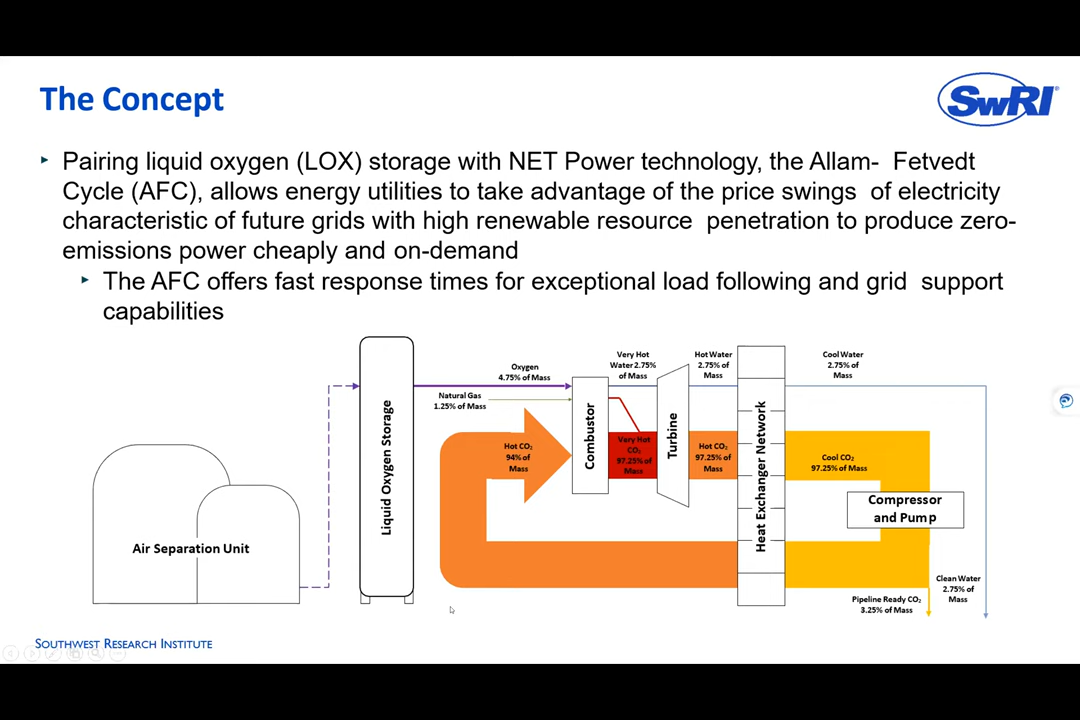 The Concept
SwRI®
‣ Pairing liquid oxygen (LOX) storage with NET Power technology, the Allam- Fetvedt
Cycle (AFC), allows energy utilities to take advantage of the price swings of electricity
characteristic of future grids with high renewable resource penetration to produce zero-
emissions power cheaply and on-demand
‣ The AFC offers fast response times for exceptional load following and grid support
capabilities
Air Separation Unit
Liquid Oxygen Storage
Oxygen
4.75% of Mass
Natural Gas
1.25% of Mass
Hot CO₂
94% of
Mass
Combustor
Very Hot
Water 2.75%
of Mass
Very Hot
CO₂
97.25% of
Mass
Turbine
Hot Water
2.75% of
Mass
Hot CO₂
97.25% of
Mass
Heat Exchanger Network
Cool Water
2.75% of
Mass
Cool CO₂
97.25% of Mass
Compressor
and Pump
Clean Water
2.75% of
Mass
Pipeline Ready CO₂
3.25% of Mass
SOUTHWEST RESEARCH INSTITUTE